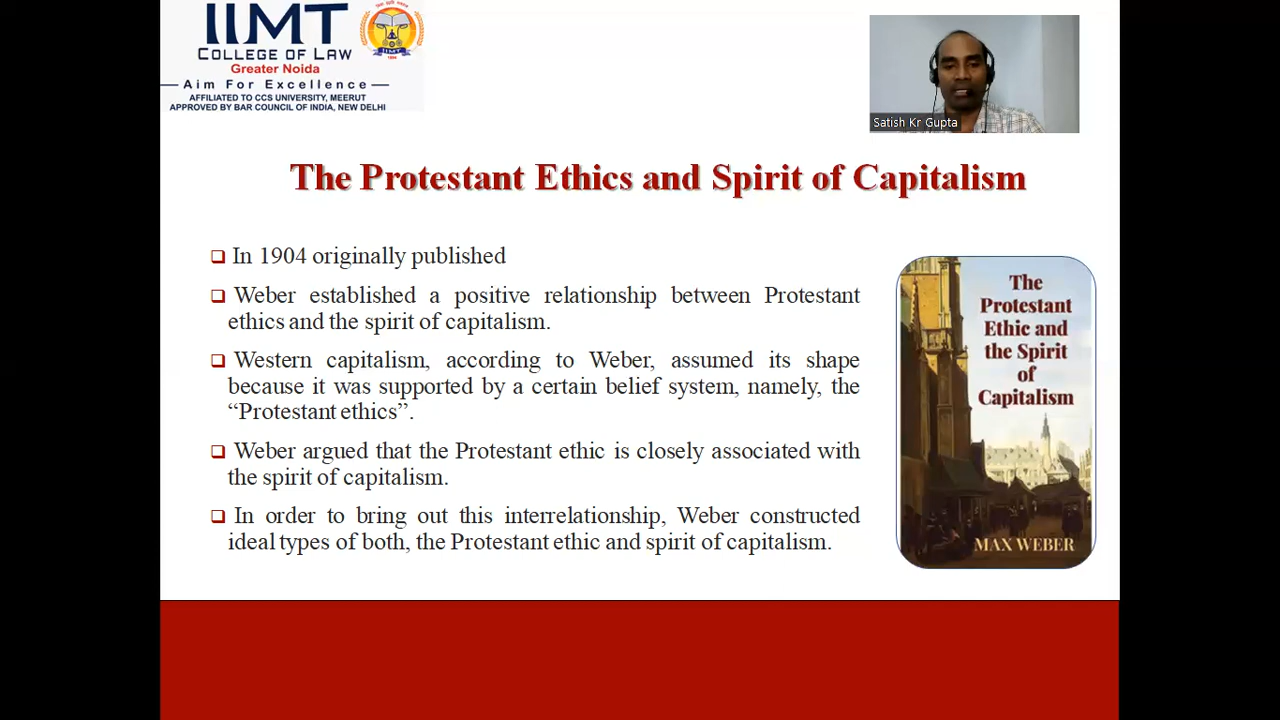 IIMT
COLLEGE OF LAW
Greater Noida
Aim For Excellence
AFFILIATED TO CCS UNIVERSITY, MEERUT
APPROVED BY BAR COUNCIL OF INDIA, NEW DELHI
IIMT
Satish Kr Gupta
The Protestant Ethics and Spirit of Capitalism
In 1904 originally published
Weber established a positive relationship between Protestant
ethics and the spirit of capitalism.
Western capitalism, according to Weber, assumed its shape
because it was supported by a certain belief system, namely, the
“Protestant ethics”.
Weber argued that the Protestant ethic is closely associated with
the spirit of capitalism.
In order to bring out this interrelationship, Weber constructed
ideal types of both, the Protestant ethic and spirit of capitalism.
The
Protestant
Ethic and
the Spirit
of
Capitalism
MAX WEBER